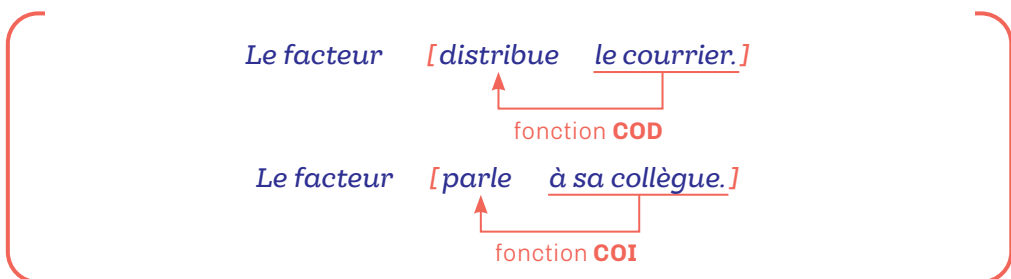 Le facteur [distribue le courrier.]
fonction COD
Le facteur [parle à sa collègue.]
fonction COI